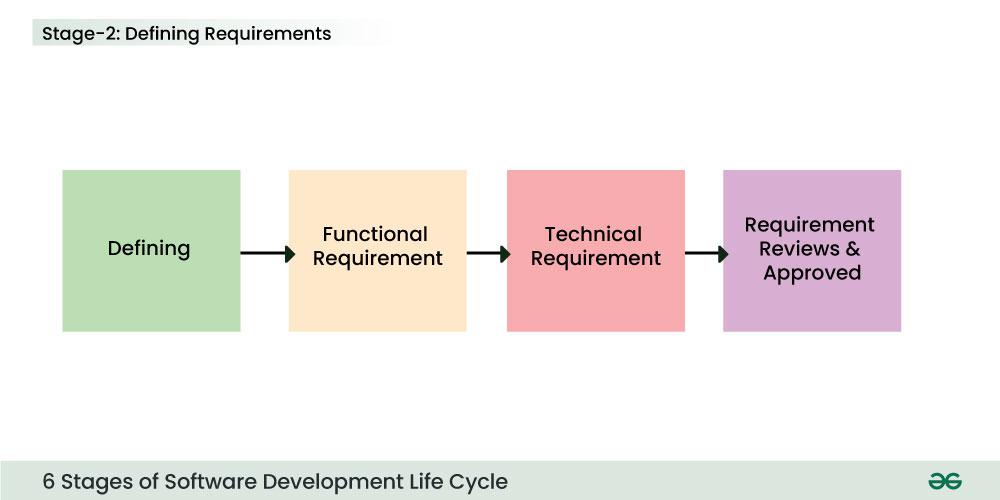 Stage-2: Defining Requirements
Defining
Functional
Requirement
Technical
Requirement
Requirement
Reviews &
Approved
6 Stages of Software Development Life Cycle